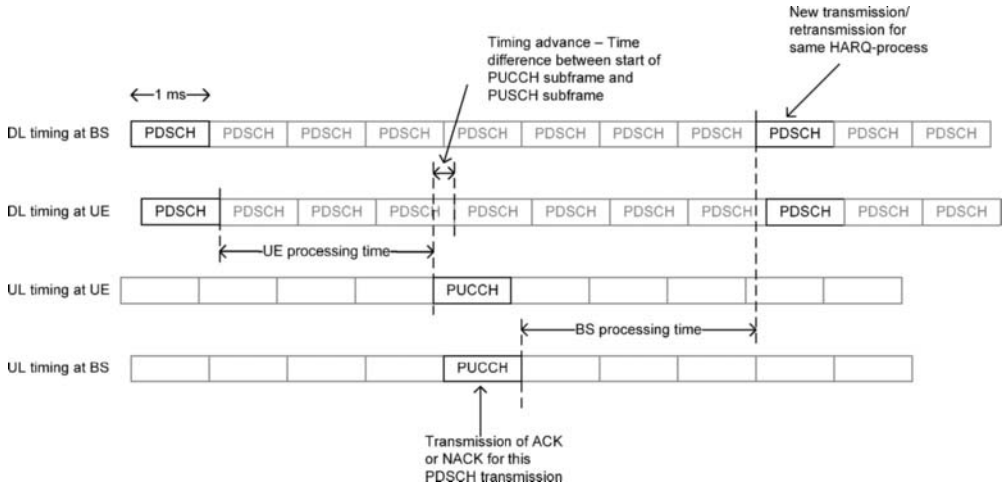 New transmission/
retransmission for
same HARQ-process
Timing advance – Time
difference between start of
PUCCH subframe and
PUSCH subframe
1 ms
DL timing at BS PDSCH PDSCH PDSCH PDSCH PDSCH PDSCH PDSCH PDSCH PDSCH PDSCH PDSCH
DL timing at UE PDSCH PDSCH PDSCH PDSCH PDSCH PDSCH PDSCH PDSCH PDSCH PDSCH PDSCH
UE processing time
UL timing at UE PUCCH
BS processing time
UL timing at BS PUCCH
Transmission of ACK
or NACK for this
PDSCH transmission